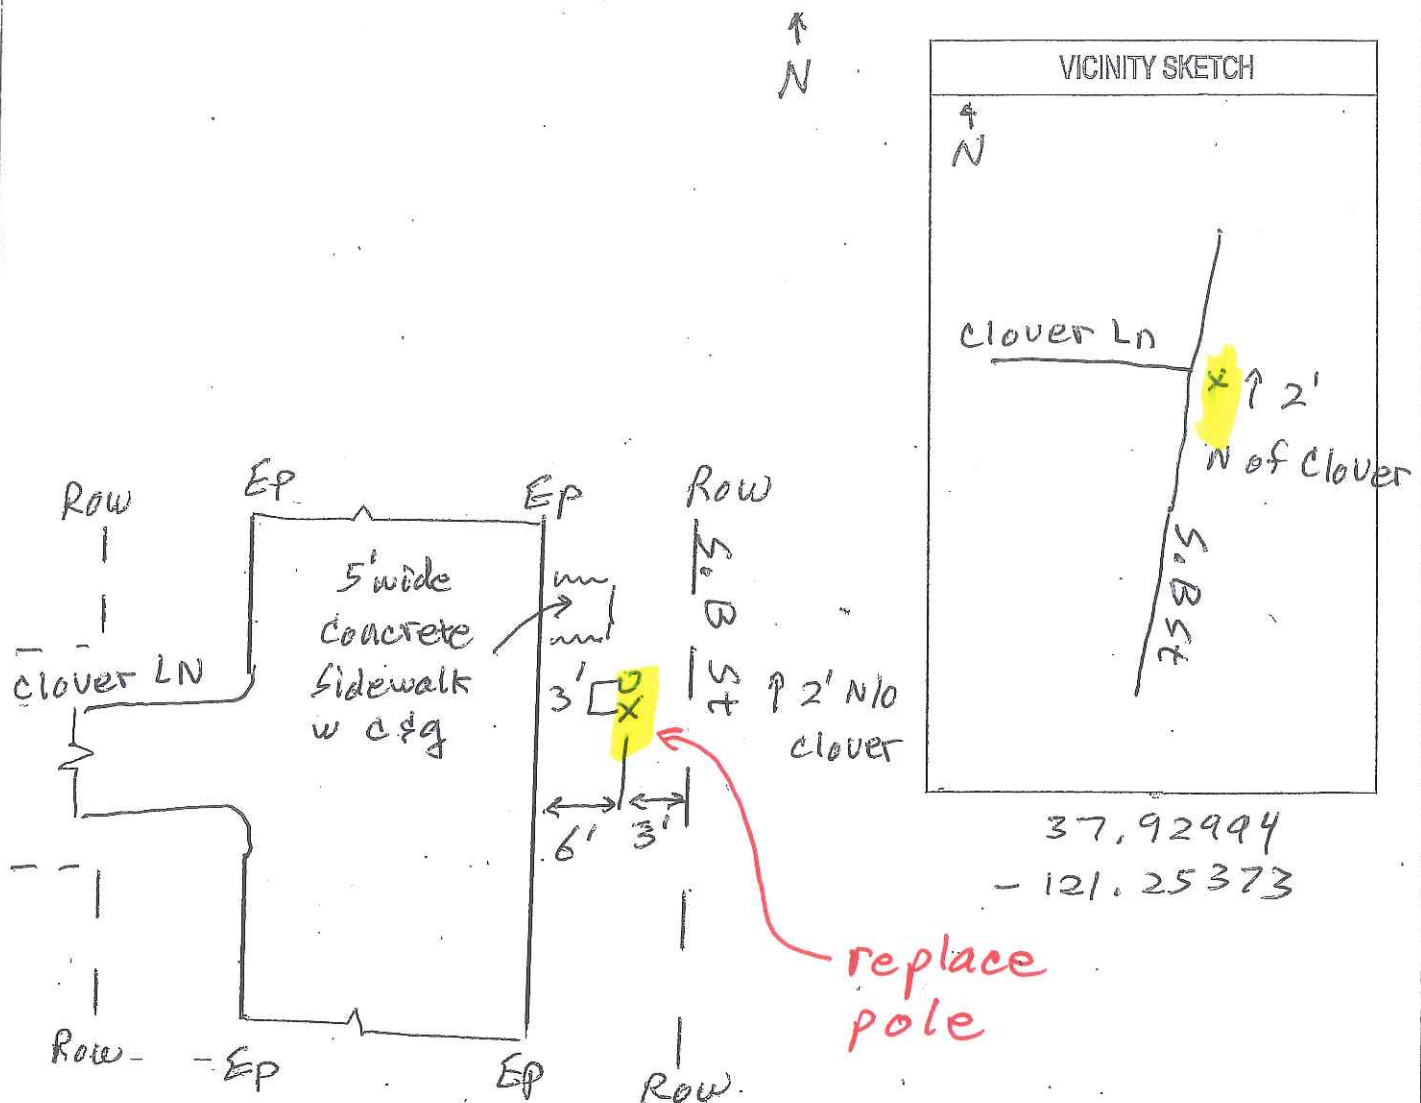 ↑
N
VICINITY SKETCH
↑
N
Clover Ln
X ↑ 2'
N of Clover
S. B St
37.92994
-121.25373
Row
Ep
Ep
Row
5' wide
Concrete
Sidewalk
w c&g
S. B St
Clover LN
3'
O
X
↑ 2' N/o
Clover
6'
3'
replace
pole
Row
Ep
Ep
Row